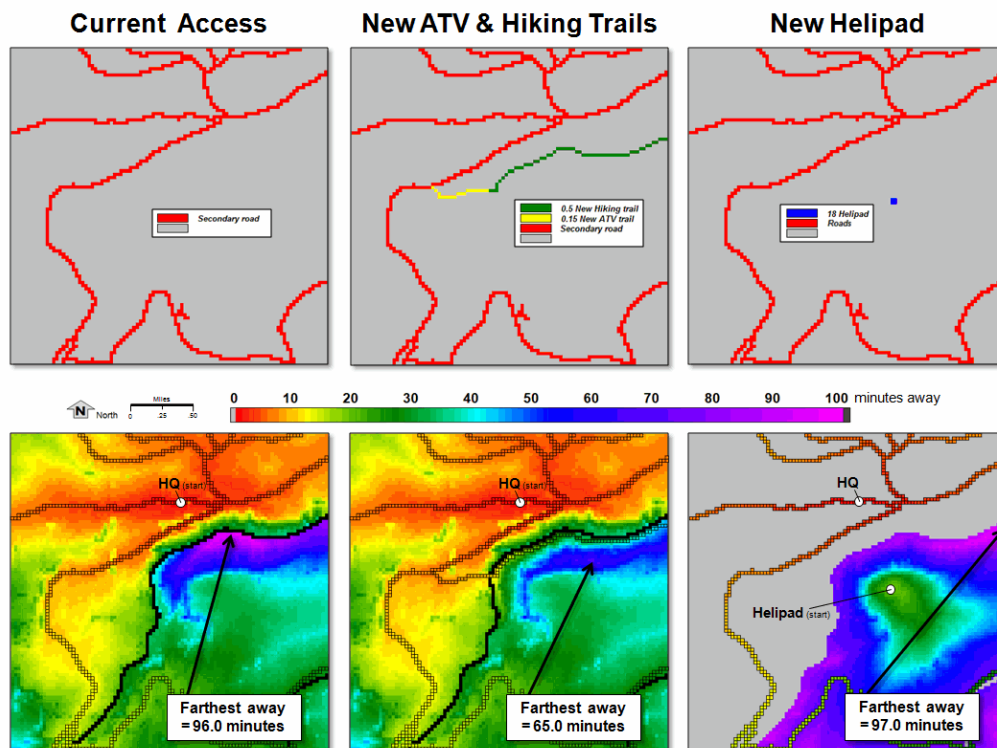 Current Access
New ATV & Hiking Trails
New Helipad
Secondary road
0.5 New Hiking trail
0.15 New ATV trail
Secondary road
18 Helipad
Roads
N
North
Miles
0 .25 .50
0 10 20 30 40 50 60 70 80 90 100 minutes away
HQ (start)
HQ (start)
HQ
Helipad (start)
Farthest away
= 96.0 minutes
Farthest away
= 65.0 minutes
Farthest away
= 97.0 minutes